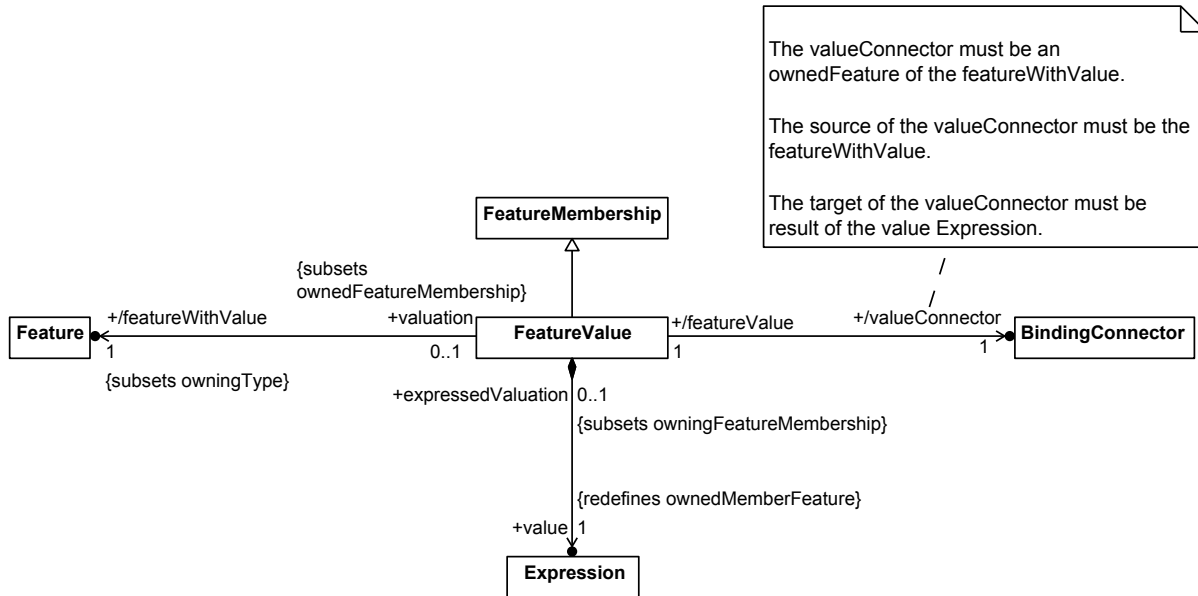 The valueConnector must be an
ownedFeature of the featureWithValue.
The source of the valueConnector must be the
featureWithValue.
The target of the valueConnector must be
result of the value Expression.
FeatureMembership
{subsets
ownedFeatureMembership}
+/featureWithValue
+valuation
+/featureValue
+/valueConnector
Feature
FeatureValue
BindingConnector
1
0..1
1
1
{subsets owningType}
+expressedValuation
0..1
{subsets owningFeatureMembership}
{redefines ownedMemberFeature}
+value
1
Expression